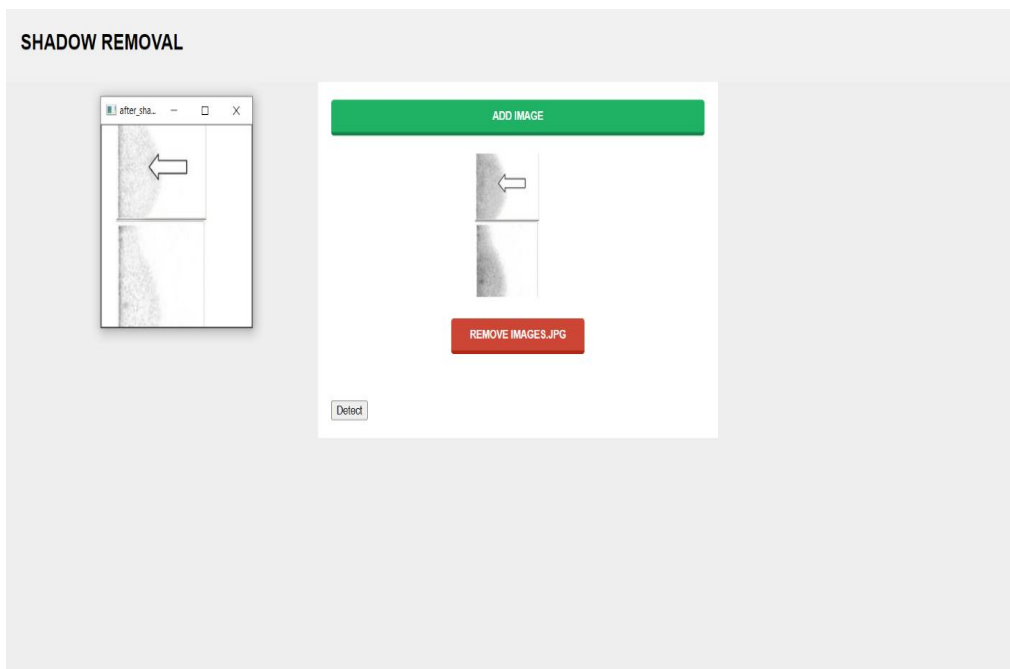 SHADOW REMOVAL
after_sha...
ADD IMAGE
REMOVE IMAGES.JPG
Detect